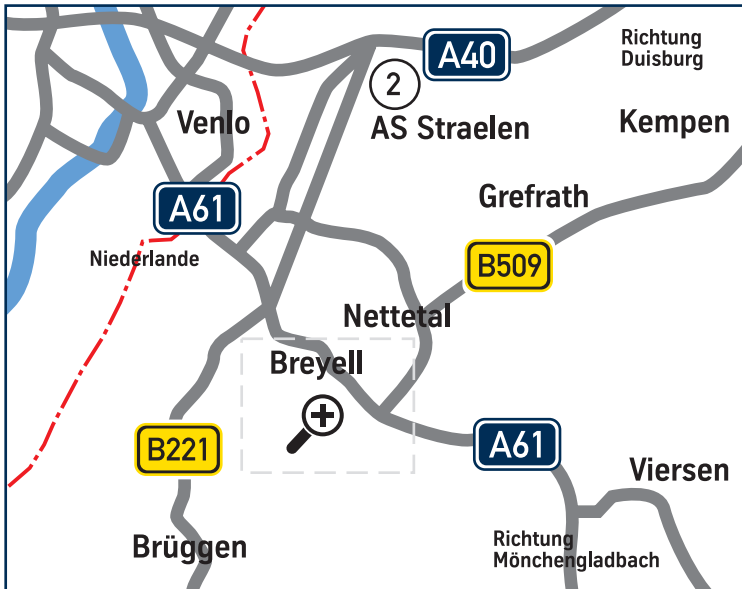 A40
Richtung
Duisburg
2
Venlo
AS Straelen
Kempen
A61
Grefrath
Niederlande
B509
Nettetal
Breyell
B221
A61
Viersen
Brüggen
Richtung
Mönchengladbach